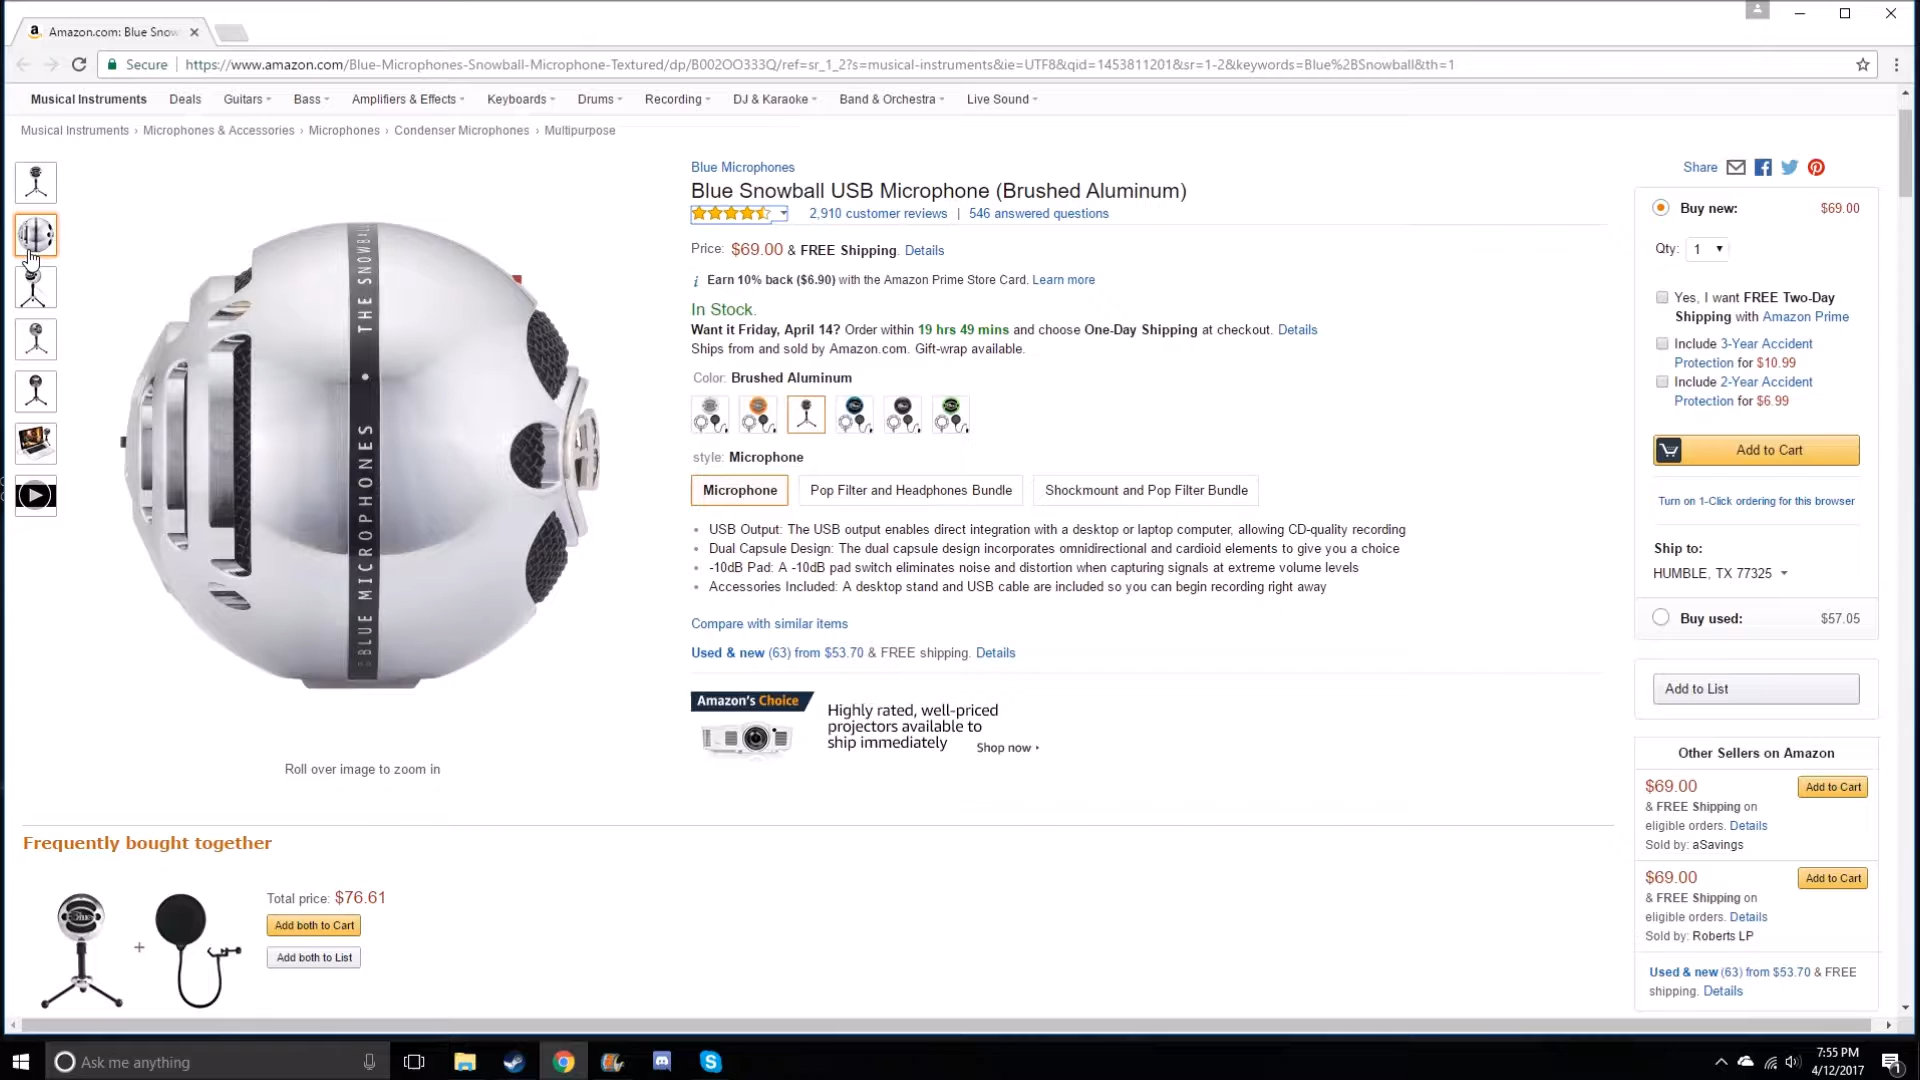 Amazon.com: Blue Snow
Secure
https://www.amazon.com/Blue-Microphones-Snowball-Microphone-Textured/dp/B002OO333Q/ref=sr_1_2?s=musical-instruments&ie=UTF8&qid=1453811201&sr=1-2&keywords=Blue%2BSnowball&th=1
Musical Instruments Deals Guitars Bass Amplifiers & Effects Keyboards Drums Recording DJ & Karaoke Band & Orchestra Live Sound
Musical Instruments › Microphones & Accessories › Microphones › Condenser Microphones › Multipurpose
BLUE MICROPHONES • THE SNOWBALL
Roll over image to zoom in
Blue Microphones
Blue Snowball USB Microphone (Brushed Aluminum)
2,910 customer reviews | 546 answered questions
Price: $69.00 & FREE Shipping. Details
i Earn 10% back ($6.90) with the Amazon Prime Store Card. Learn more
In Stock.
Want it Friday, April 14? Order within 19 hrs 49 mins and choose One-Day Shipping at checkout. Details
Ships from and sold by Amazon.com. Gift-wrap available.
Color: Brushed Aluminum
style: Microphone
Microphone Pop Filter and Headphones Bundle Shockmount and Pop Filter Bundle
• USB Output: The USB output enables direct integration with a desktop or laptop computer, allowing CD-quality recording
• Dual Capsule Design: The dual capsule design incorporates omnidirectional and cardioid elements to give you a choice
• -10dB Pad: A -10dB pad switch eliminates noise and distortion when capturing signals at extreme volume levels
• Accessories Included: A desktop stand and USB cable are included so you can begin recording right away
Compare with similar items
Used & new (63) from $53.70 & FREE shipping. Details
Amazon's Choice
Highly rated, well-priced
projectors available to
ship immediately Shop now ›
Share
Buy new: $69.00
Qty: 1
Yes, I want FREE Two-Day
Shipping with Amazon Prime
Include 3-Year Accident
Protection for $10.99
Include 2-Year Accident
Protection for $6.99
Add to Cart
Turn on 1-Click ordering for this browser
Ship to:
HUMBLE, TX 77325
Buy used: $57.05
Add to List
Other Sellers on Amazon
$69.00 Add to Cart
& FREE Shipping on
eligible orders. Details
Sold by: aSavings
$69.00 Add to Cart
& FREE Shipping on
eligible orders. Details
Sold by: Roberts LP
Used & new (63) from $53.70 & FREE
shipping. Details
Frequently bought together
Blue
+
Total price: $76.61
Add both to Cart
Add both to List
Ask me anything
7:55 PM
4/12/2017
1